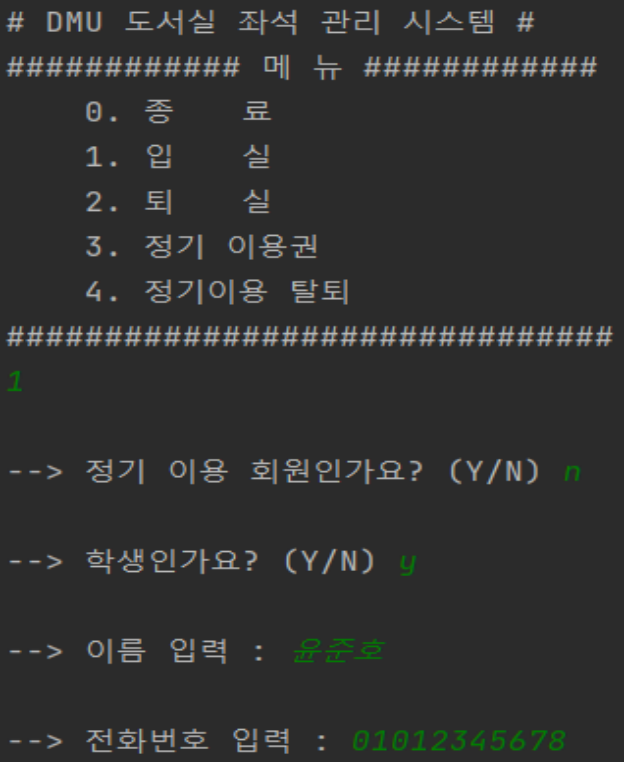 # DMU 도서실 좌석 관리 시스템 #
############ 메 뉴 ############
0. 종 료
1. 입 실
2. 퇴 실
3. 정기 이용권
4. 정기이용 탈퇴
###############################
1
--> 정기 이용 회원인가요? (Y/N) n
--> 학생인가요? (Y/N) y
--> 이름 입력 : 윤준호
--> 전화번호 입력 : 01012345678